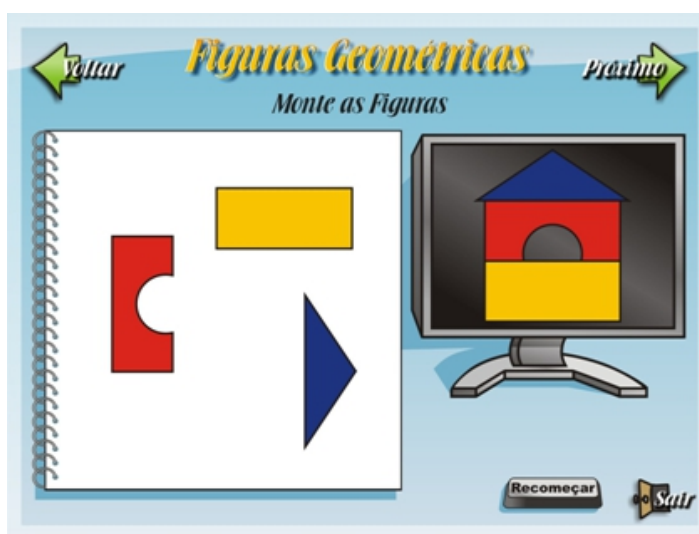 Voltar
Figuras Geométricas
Próximo
Monte as Figuras
Recomeçar
Sair